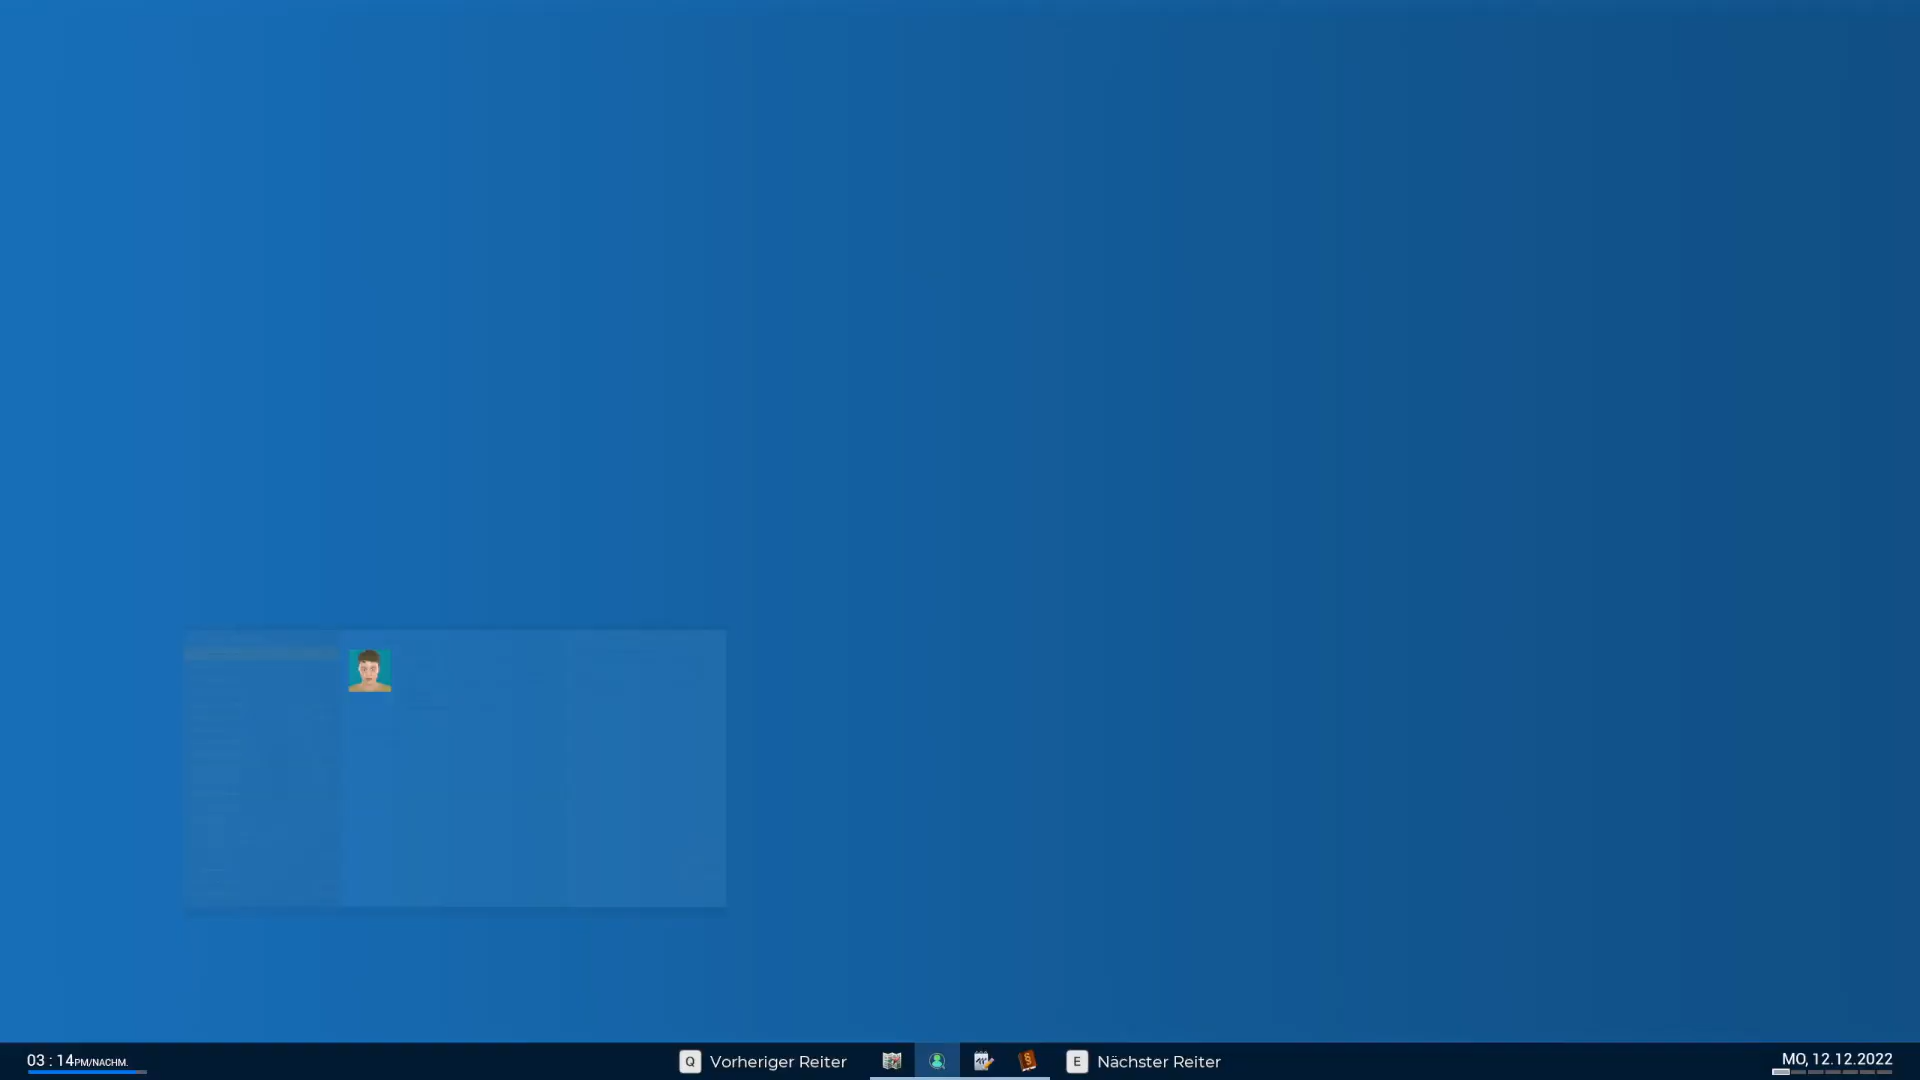 03 : 14PM/NACHM.
Q Vorheriger Reiter
E Nächster Reiter
MO, 12.12.2022